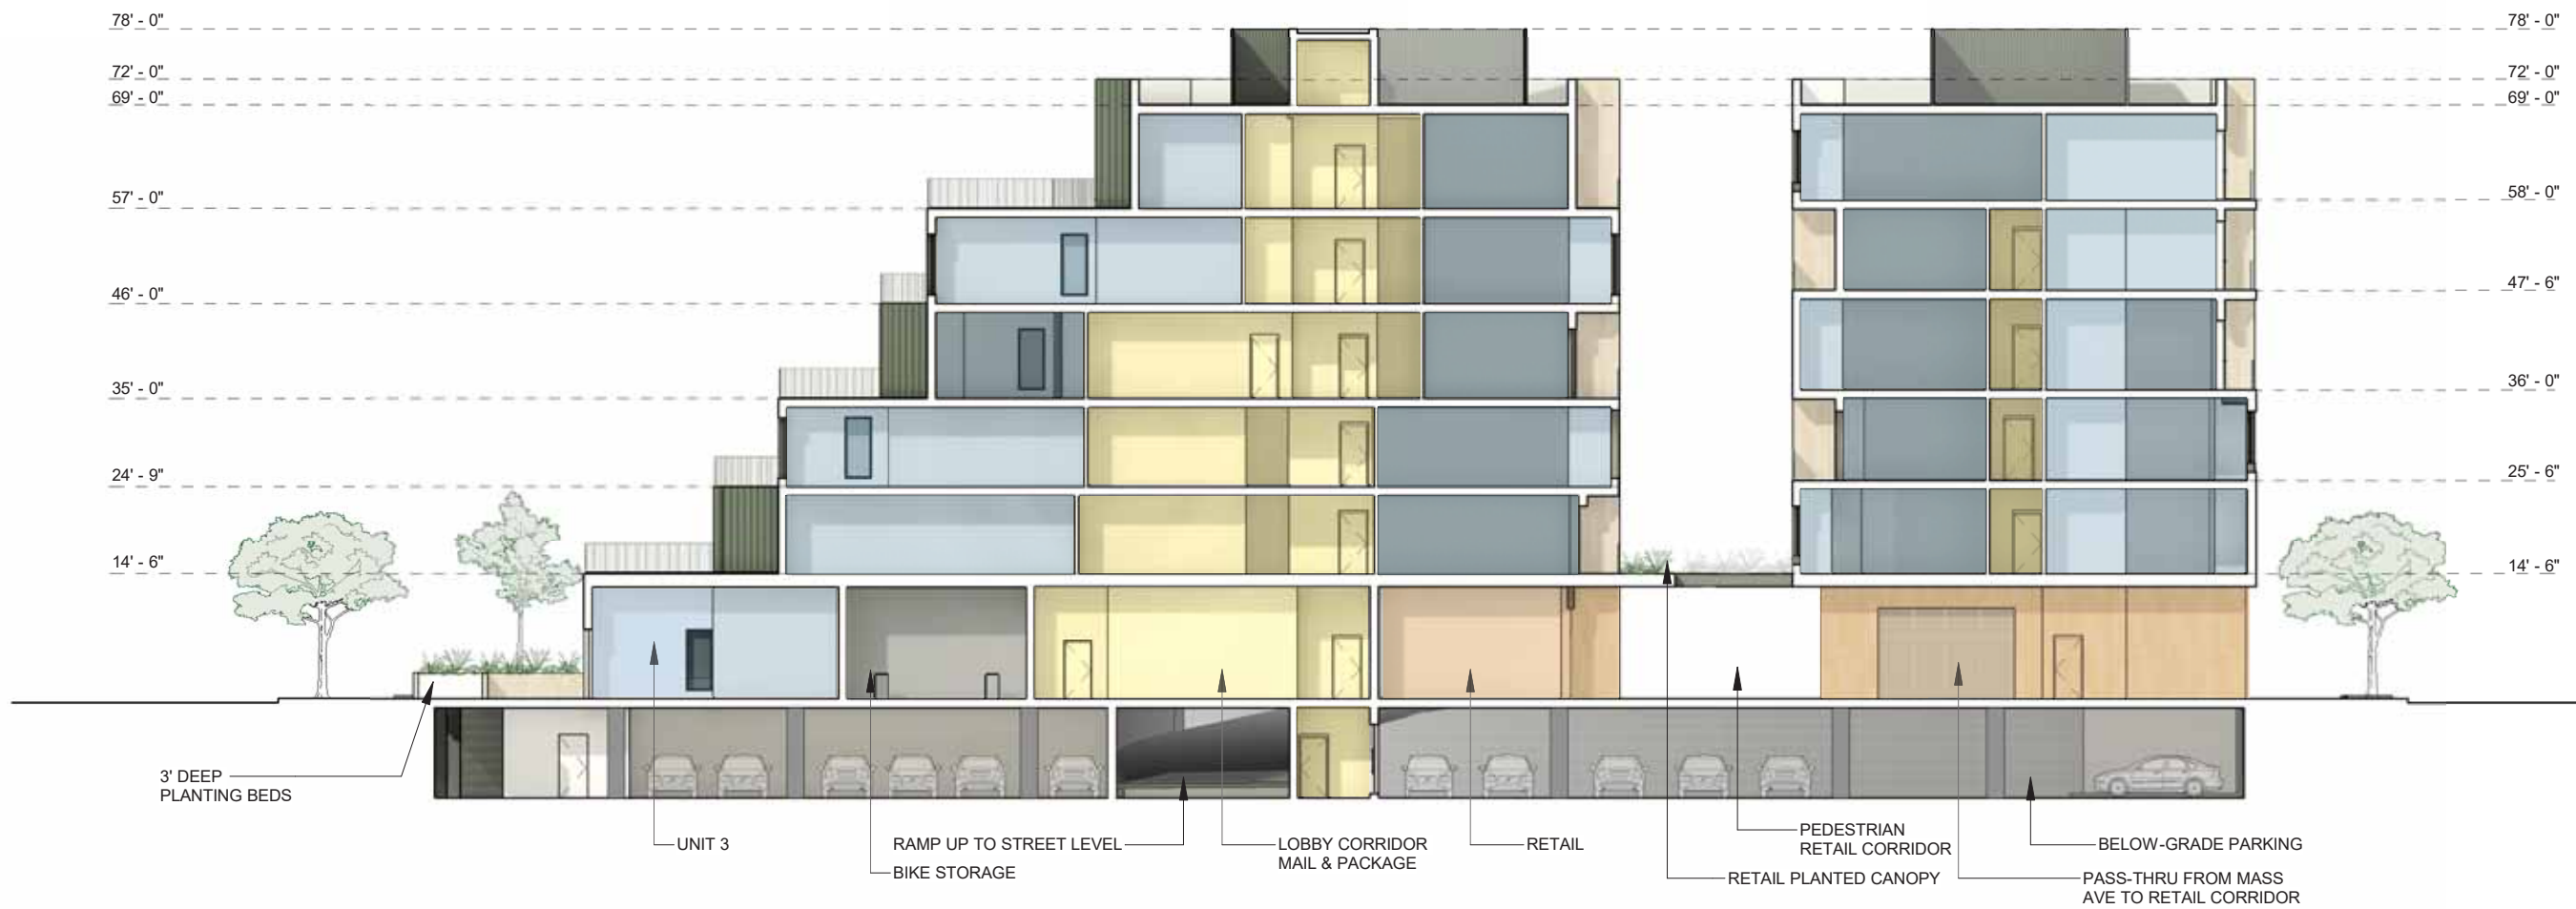 78' - 0"
72' - 0"
69' - 0"
57' - 0"
46' - 0"
35' - 0"
24' - 9"
14' - 6"
78' - 0"
72' - 0"
69' - 0"
58' - 0"
47' - 6"
36' - 0"
25' - 6"
14' - 6"
3' DEEP
PLANTING BEDS
UNIT 3
BIKE STORAGE
RAMP UP TO STREET LEVEL
LOBBY CORRIDOR
MAIL & PACKAGE
RETAIL
RETAIL PLANTED CANOPY
PEDESTRIAN
RETAIL CORRIDOR
PASS-THRU FROM MASS
AVE TO RETAIL CORRIDOR
BELOW-GRADE PARKING